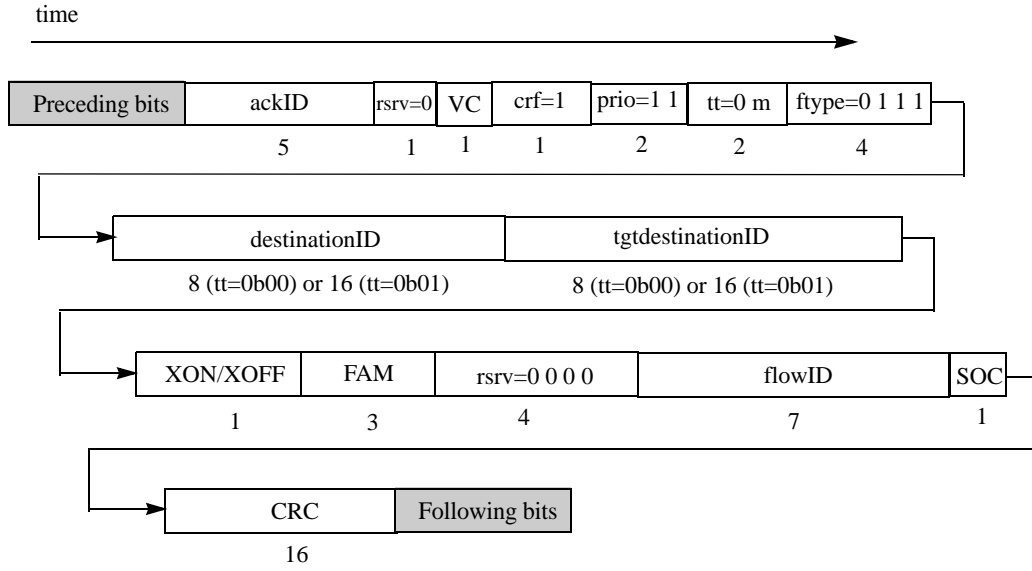 time
Preceding bits ackID rsrv=0 VC crf=1 prio=1 1 tt=0 m ftype=0 1 1 1
5 1 1 1 2 2 4
destinationID tgtdestinationID
8 (tt=0b00) or 16 (tt=0b01) 8 (tt=0b00) or 16 (tt=0b01)
XON/XOFF FAM rsrv=0 0 0 0 flowID SOC
1 3 4 7 1
CRC Following bits
16